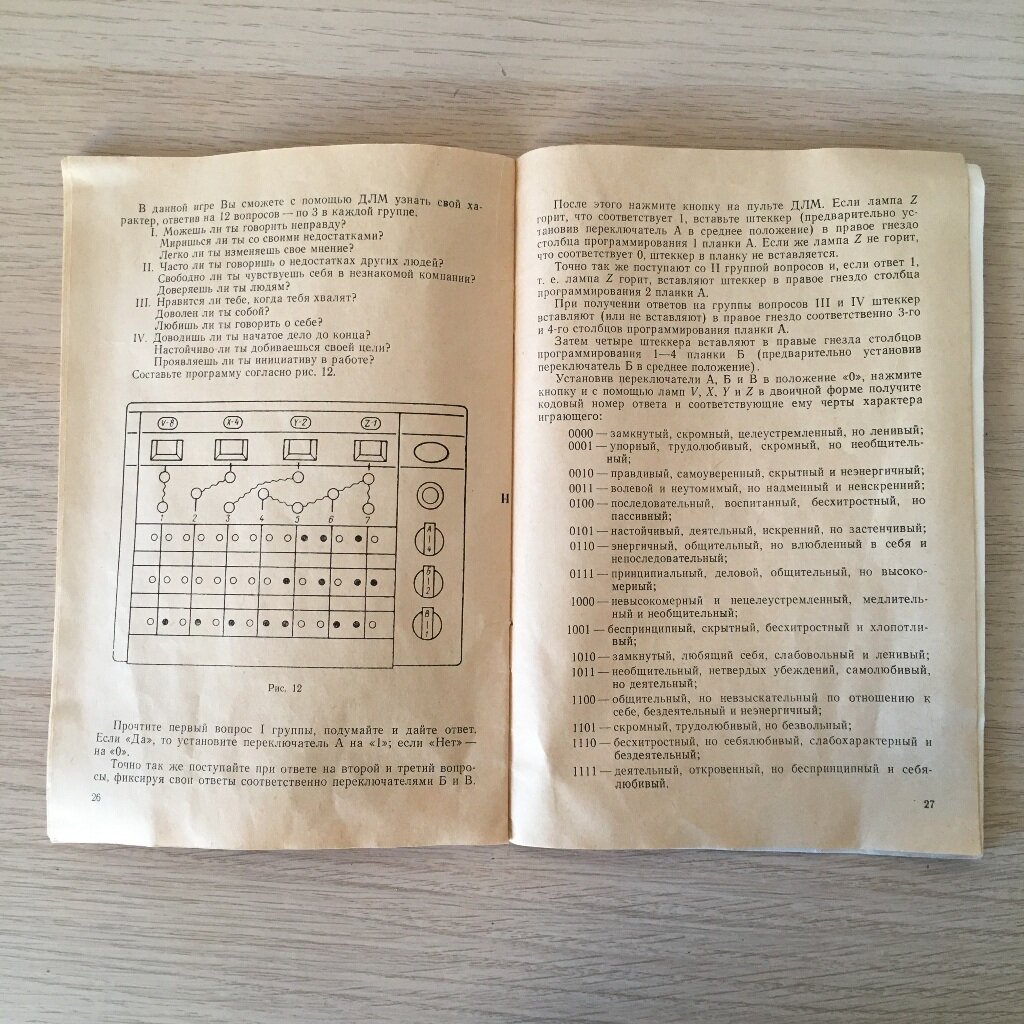 В данной игре Вы сможете с помощью ДЛМ узнать свой ха-
рактер, ответив на 12 вопросов — по 3 в каждой группе.
I. Можешь ли ты говорить неправду?
Миришься ли ты со своими недостатками?
Легко ли ты изменяешь свое мнение?
II. Часто ли ты говоришь о недостатках других людей?
Свободно ли ты чувствуешь себя в незнакомой компании?
Доверяешь ли ты людям?
III. Нравится ли тебе, когда тебя хвалят?
Доволен ли ты собой?
Любишь ли ты говорить о себе?
IV. Доводишь ли ты начатое дело до конца?
Настойчиво ли ты добиваешься своей цели?
Проявляешь ли ты инициативу в работе?
Составьте программу согласно рис. 12.
V-8 X-4 Y-2 Z-1
1 2 3 4 5 6 7
А
Б
2
В
1
Рис. 12
Прочтите первый вопрос I группы, подумайте и дайте ответ.
Если «Да», то установите переключатель А на «1»; если «Нет» —
на «0».
Точно так же поступайте при ответе на второй и третий вопро-
сы, фиксируя свои ответы соответственно переключателями Б и В.
26
Н
После этого нажмите кнопку на пульте ДЛМ. Если лампа Z
горит, что соответствует 1, вставьте штеккер (предварительно ус-
тановив переключатель А в среднее положение) в правое гнездо
столбца программирования 1 планки А. Если же лампа Z не горит,
что соответствует 0, штеккер в планку не вставляется.
Точно так же поступают со II группой вопросов и, если ответ 1,
т. е. лампа Z горит, вставляют штеккер в правое гнездо столбца
программирования 2 планки А.
При получении ответов на группы вопросов III и IV штеккер
вставляют (или не вставляют) в правое гнездо соответственно 3-го
и 4-го столбцов программирования планки А.
Затем четыре штеккера вставляют в правые гнезда столбцов
программирования 1—4 планки Б (предварительно установив
переключатель Б в среднее положение).
Установив переключатели А, Б и В в положение «0», нажмите
кнопку и с помощью ламп V, X, Y и Z в двоичной форме получите
кодовый номер ответа и соответствующие ему черты характера
играющего:
0000 — замкнутый, скромный, целеустремленный, но ленивый;
0001 — упорный, трудолюбивый, скромный, но необщитель-
ный;
0010 — правдивый, самоуверенный, скрытный и неэнергичный;
0011 — волевой и неутомимый, но надменный и неискренний;
0100 — последовательный, воспитанный, бесхитростный, но
пассивный;
0101 — настойчивый, деятельный, искренний, но застенчивый;
0110 — энергичный, общительный, но влюбленный в себя и
непоследовательный;
0111 — принципиальный, деловой, общительный, но высоко-
мерный;
1000 — невысокомерный и нецелеустремленный, медлитель-
ный и необщительный;
1001 — беспринципный, скрытный, бесхитростный и хлопотли-
вый;
1010 — замкнутый, любящий себя, слабовольный и ленивый;
1011 — необщительный, нетвердых убеждений, самолюбивый,
но деятельный;
1100 — общительный, но невзыскательный по отношению к
себе, бездеятельный и неэнергичный;
1101 — скромный, трудолюбивый, но безвольный;
1110 — бесхитростный, но себялюбивый, слабохарактерный и
бездеятельный;
1111 — деятельный, откровенный, но беспринципный и себя-
любивый.
27